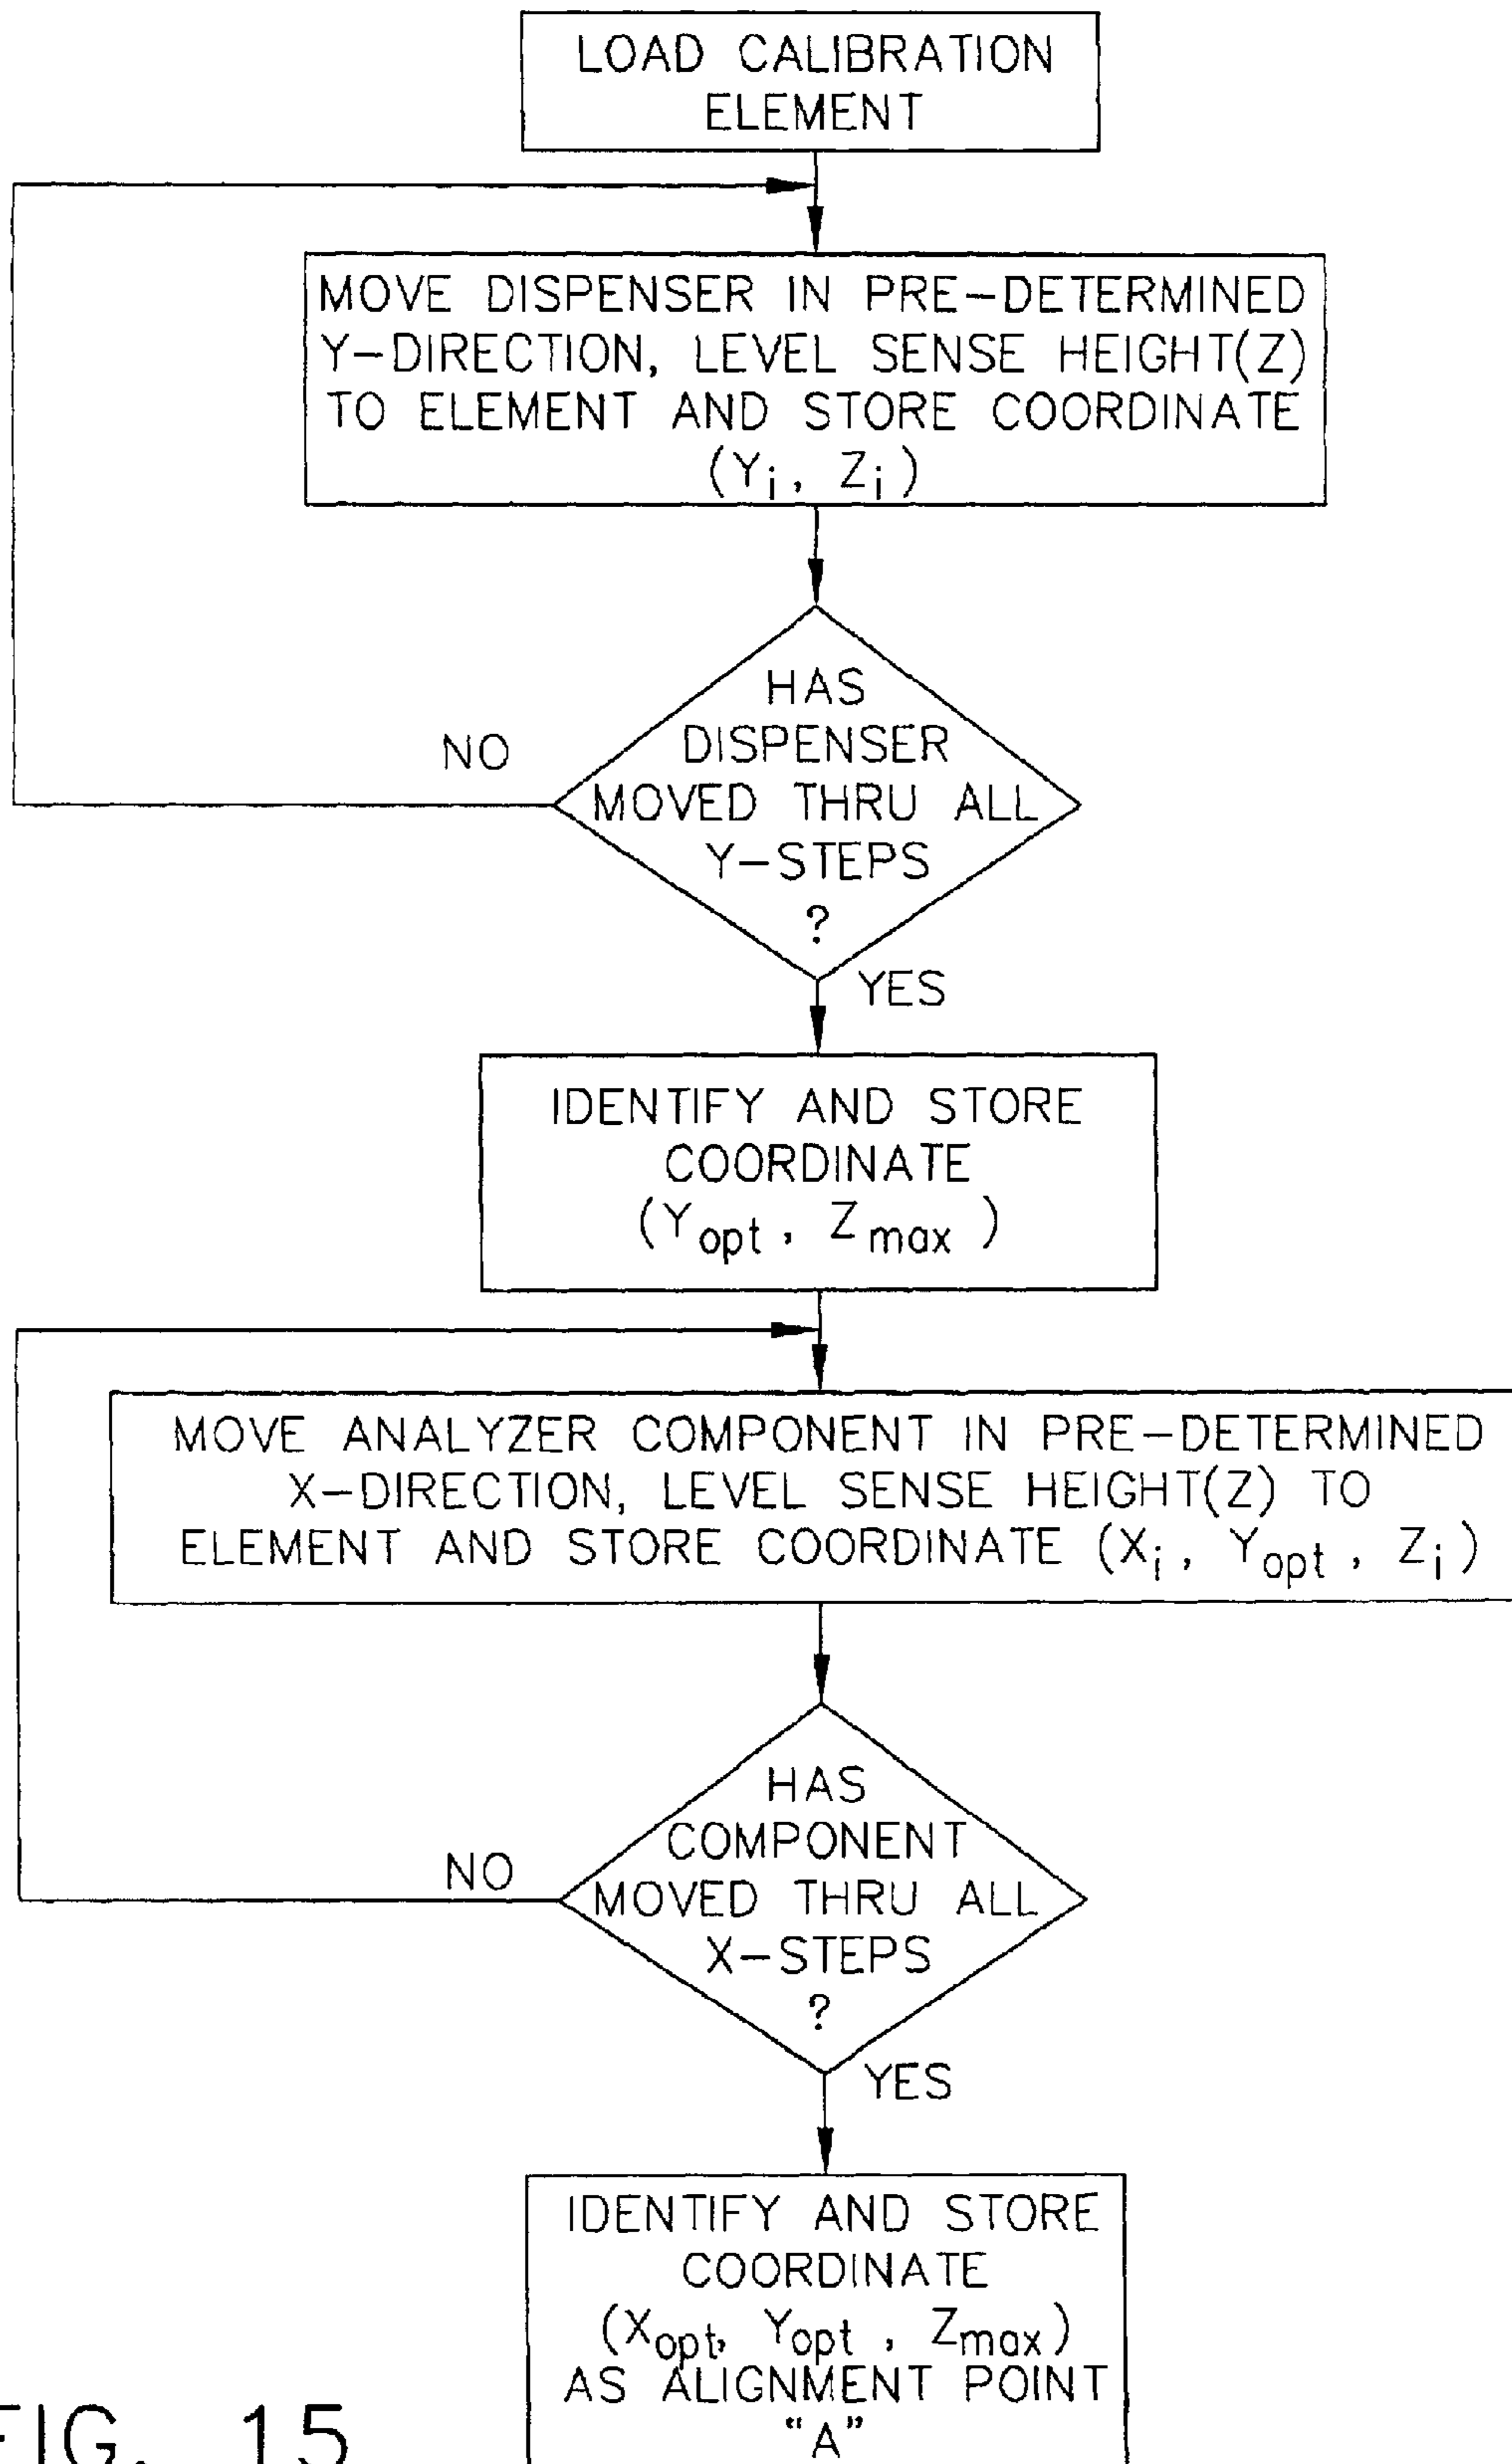 LOAD CALIBRATION
ELEMENT
MOVE DISPENSER IN PRE-DETERMINED
Y-DIRECTION, LEVEL SENSE HEIGHT(Z)
TO ELEMENT AND STORE COORDINATE
(Yi, Zi)
HAS
DISPENSER
MOVED THRU ALL
Y-STEPS
?
NO
YES
IDENTIFY AND STORE
COORDINATE
(Yopt, Zmax)
MOVE ANALYZER COMPONENT IN PRE-DETERMINED
X-DIRECTION, LEVEL SENSE HEIGHT(Z) TO
ELEMENT AND STORE COORDINATE (Xi, Yopt, Zi)
HAS
COMPONENT
MOVED THRU ALL
X-STEPS
?
NO
YES
IDENTIFY AND STORE
COORDINATE
(Xopt, Yopt, Zmax)
AS ALIGNMENT POINT
"A"
FIG. 15